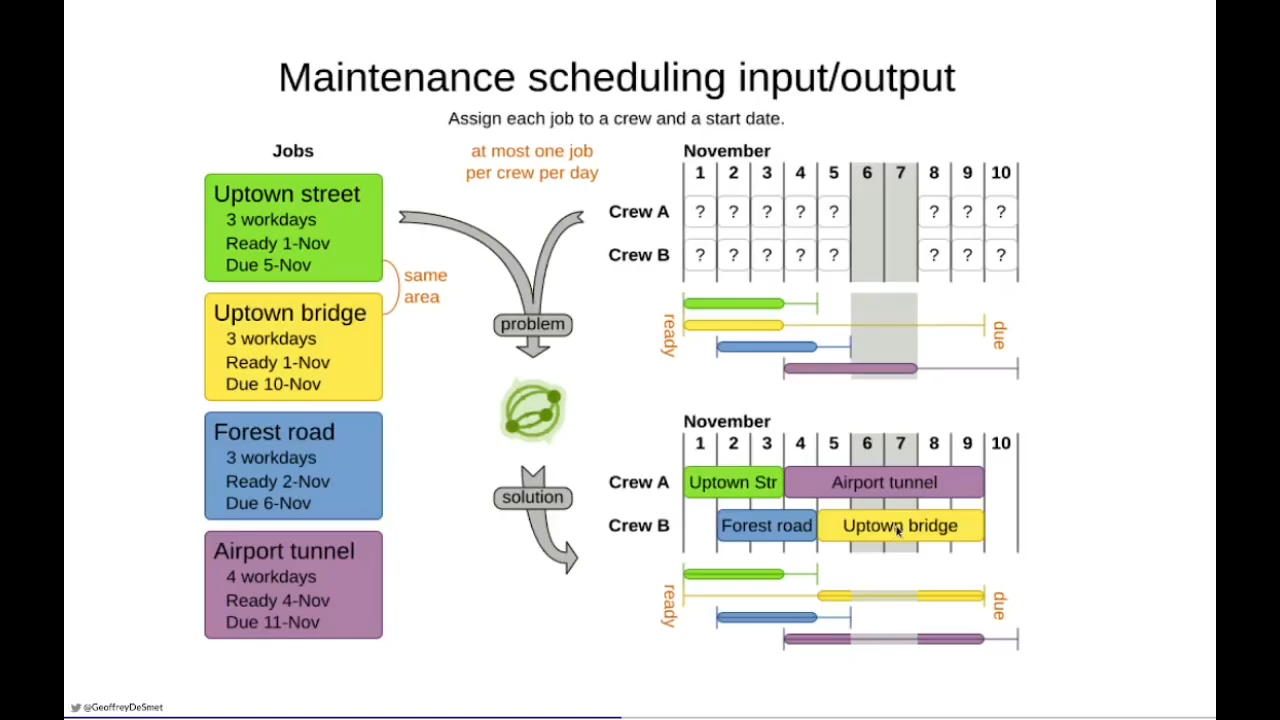 Maintenance scheduling input/output
Assign each job to a crew and a start date.
Jobs
Uptown street
3 workdays
Ready 1-Nov
Due 5-Nov
same
area
Uptown bridge
3 workdays
Ready 1-Nov
Due 10-Nov
Forest road
3 workdays
Ready 2-Nov
Due 6-Nov
Airport tunnel
4 workdays
Ready 4-Nov
Due 11-Nov
at most one job
per crew per day
problem
solution
November
1 2 3 4 5 6 7 8 9 10
Crew A ? ? ? ? ? ? ? ?
Crew B ? ? ? ? ? ? ? ?
ready
due
November
1 2 3 4 5 6 7 8 9 10
Crew A Uptown Str Airport tunnel
Crew B Forest road Uptown bridge
ready
due
@GeoffreyDeSmet